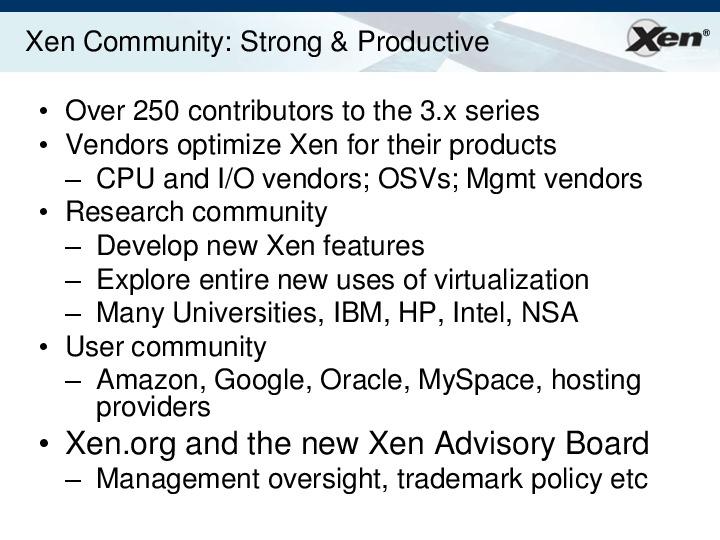 Xen Community: Strong & Productive
Xen®
• Over 250 contributors to the 3.x series
• Vendors optimize Xen for their products
– CPU and I/O vendors; OSVs; Mgmt vendors
• Research community
– Develop new Xen features
– Explore entire new uses of virtualization
– Many Universities, IBM, HP, Intel, NSA
• User community
– Amazon, Google, Oracle, MySpace, hosting
providers
• Xen.org and the new Xen Advisory Board
– Management oversight, trademark policy etc